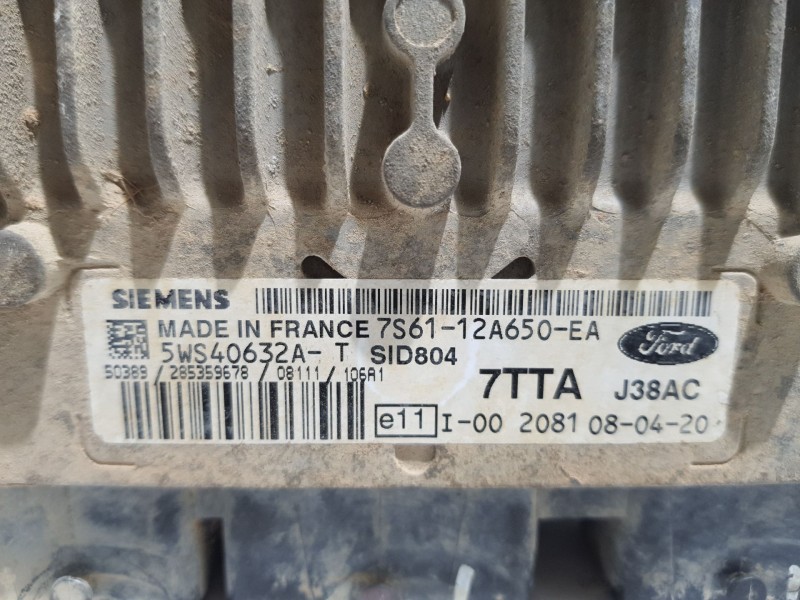 SIEMENS
MADE IN FRANCE 7S61-12A650-EA
5WS40632A-T SID804
Ford
50389 / 285359678 / 08111 / 106A1
7TTA J38AC
e11 I-00 2081 08-04-20